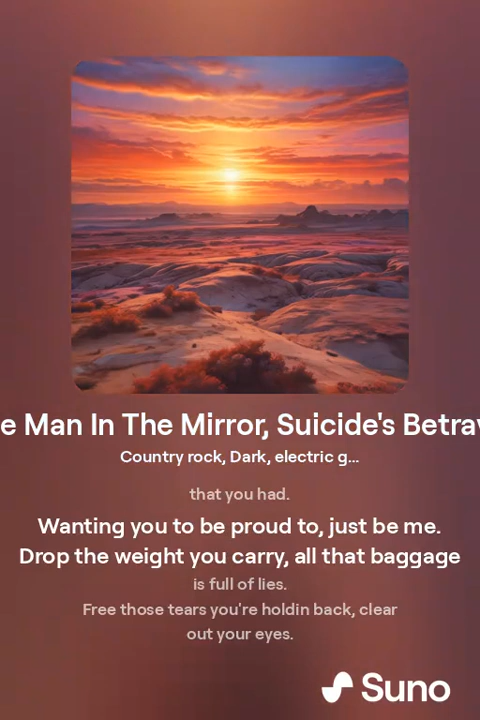 e Man In The Mirror, Suicide's Betra
Country rock, Dark, electric g...
that you had.
Wanting you to be proud to, just be me.
Drop the weight you carry, all that baggage
is full of lies.
Free those tears you're holdin back, clear
out your eyes.
Suno